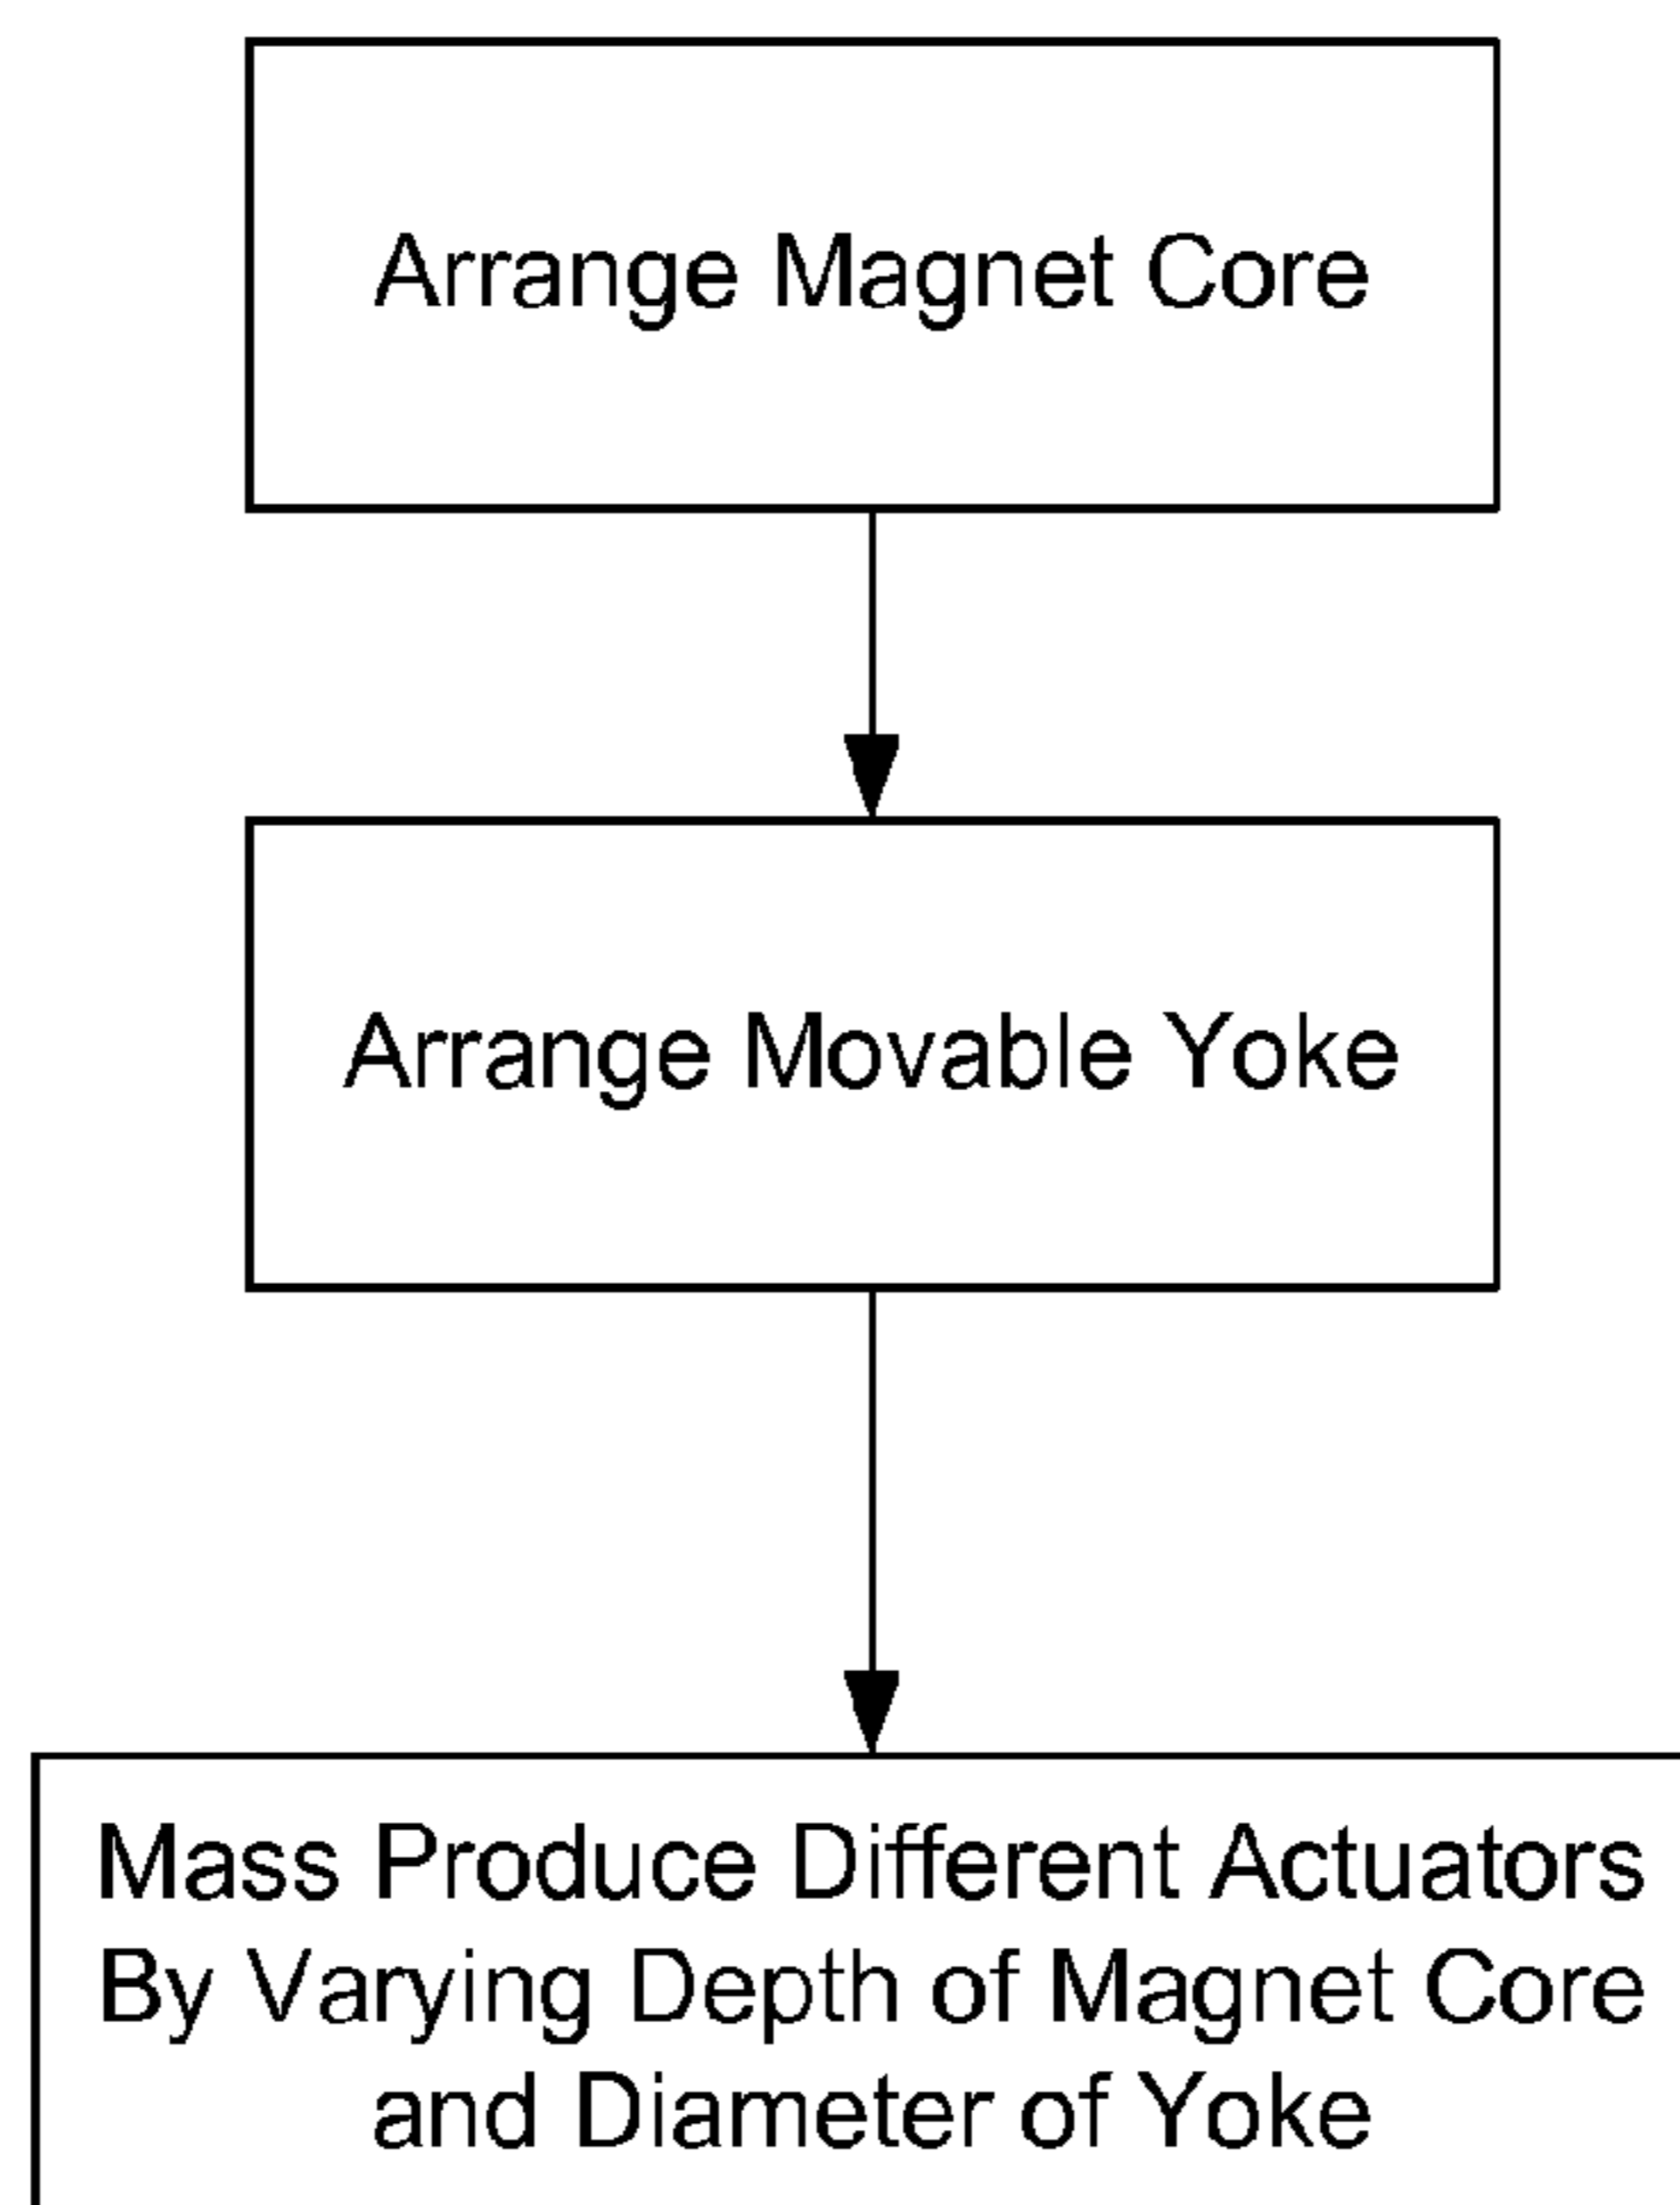 Arrange Magnet Core
Arrange Movable Yoke
Mass Produce Different Actuators
By Varying Depth of Magnet Core
and Diameter of Yoke